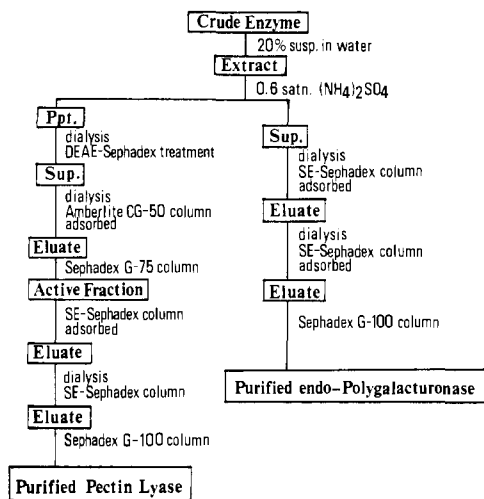 Crude Enzyme
20% susp. in water
Extract
0.6 satn. (NH4)2SO4
Ppt.
dialysis
DEAE-Sephadex treatment
Sup.
dialysis
Amberlite CG-50 column
adsorbed
Eluate
Sephadex G-75 column
Active Fraction
SE-Sephadex column
adsorbed
Eluate
dialysis
SE-Sephadex column
Eluate
Sephadex G-100 column
Purified Pectin Lyase
Sup.
dialysis
SE-Sephadex column
adsorbed
Eluate
dialysis
SE-Sephadex column
adsorbed
Eluate
Sephadex G-100 column
Purified endo-Polygalacturonase